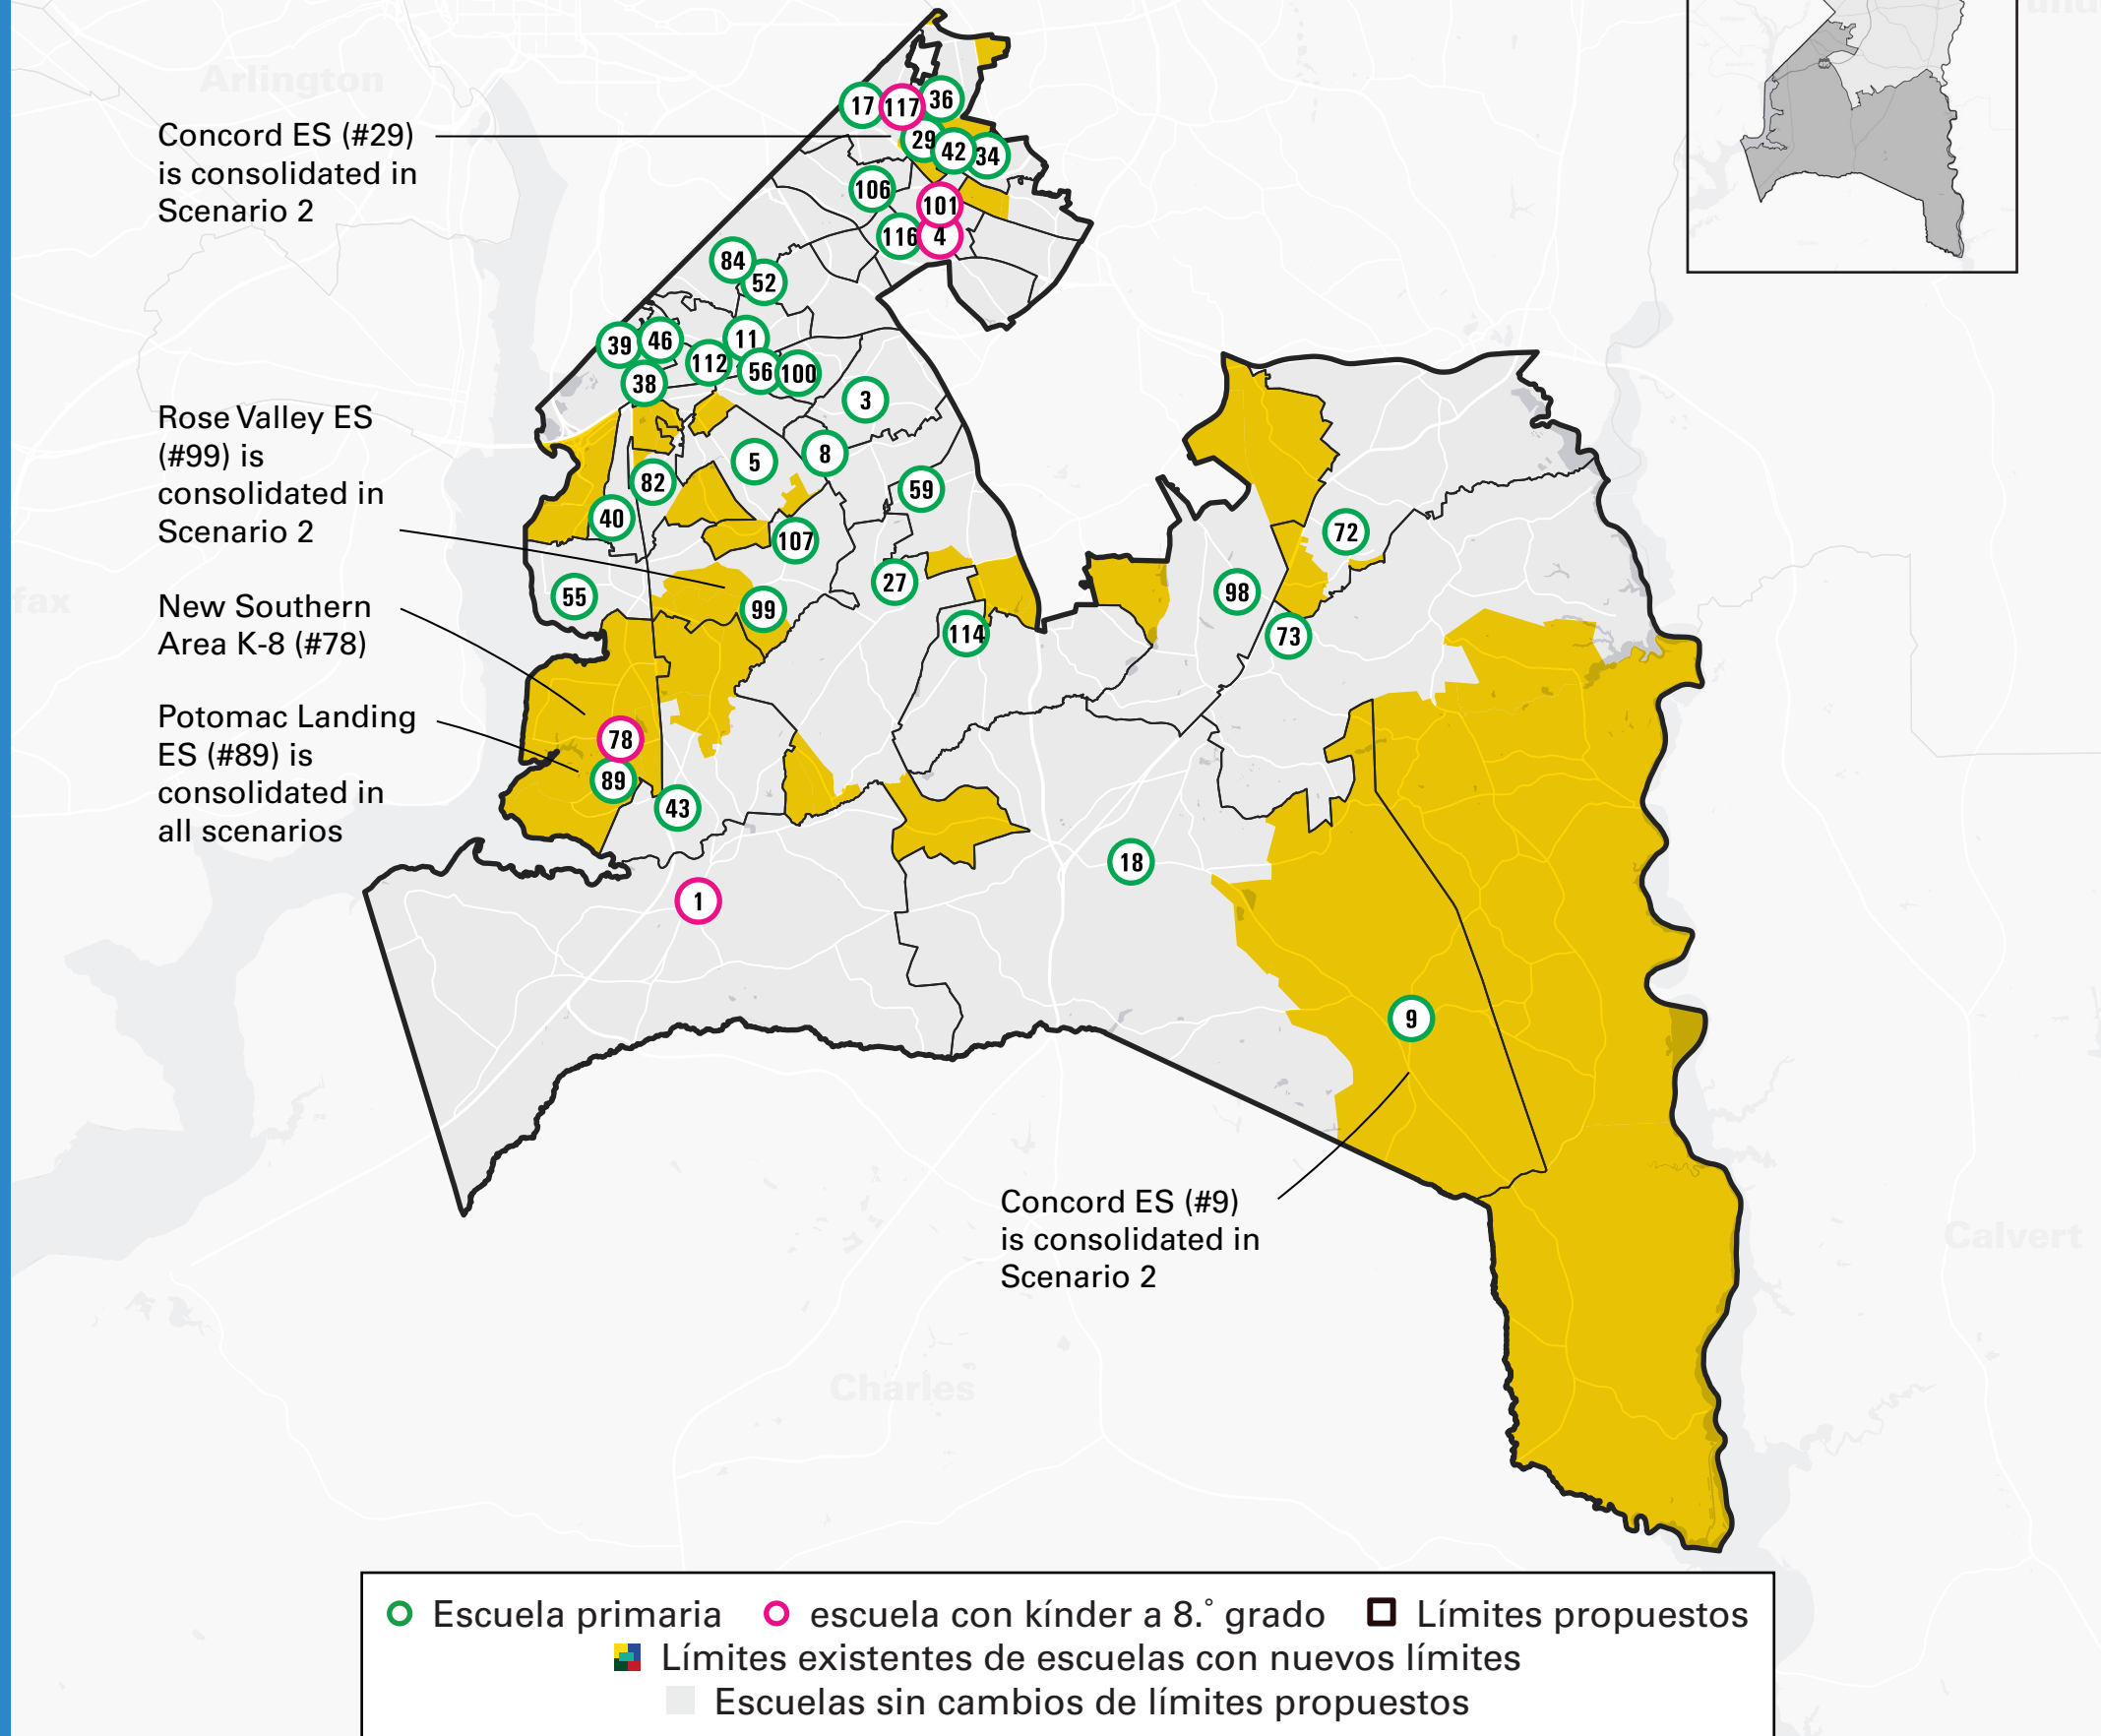 Arlington
Concord ES (#29)
is consolidated in
Scenario 2
17
117
36
29
42
34
106
101
116
4
84
52
39
46
11
112
56
100
38
3
Rose Valley ES
(#99) is
consolidated in
Scenario 2
5
8
82
59
40
107
72
fax
55
27
98
99
114
73
New Southern
Area K-8 (#78)
Potomac Landing
ES (#89) is
consolidated in
all scenarios
78
89
43
18
1
9
Concord ES (#9)
is consolidated in
Scenario 2
Calvert
Charles
Escuela primaria escuela con kínder a 8.° grado Límites propuestos
Límites existentes de escuelas con nuevos límites
Escuelas sin cambios de límites propuestos